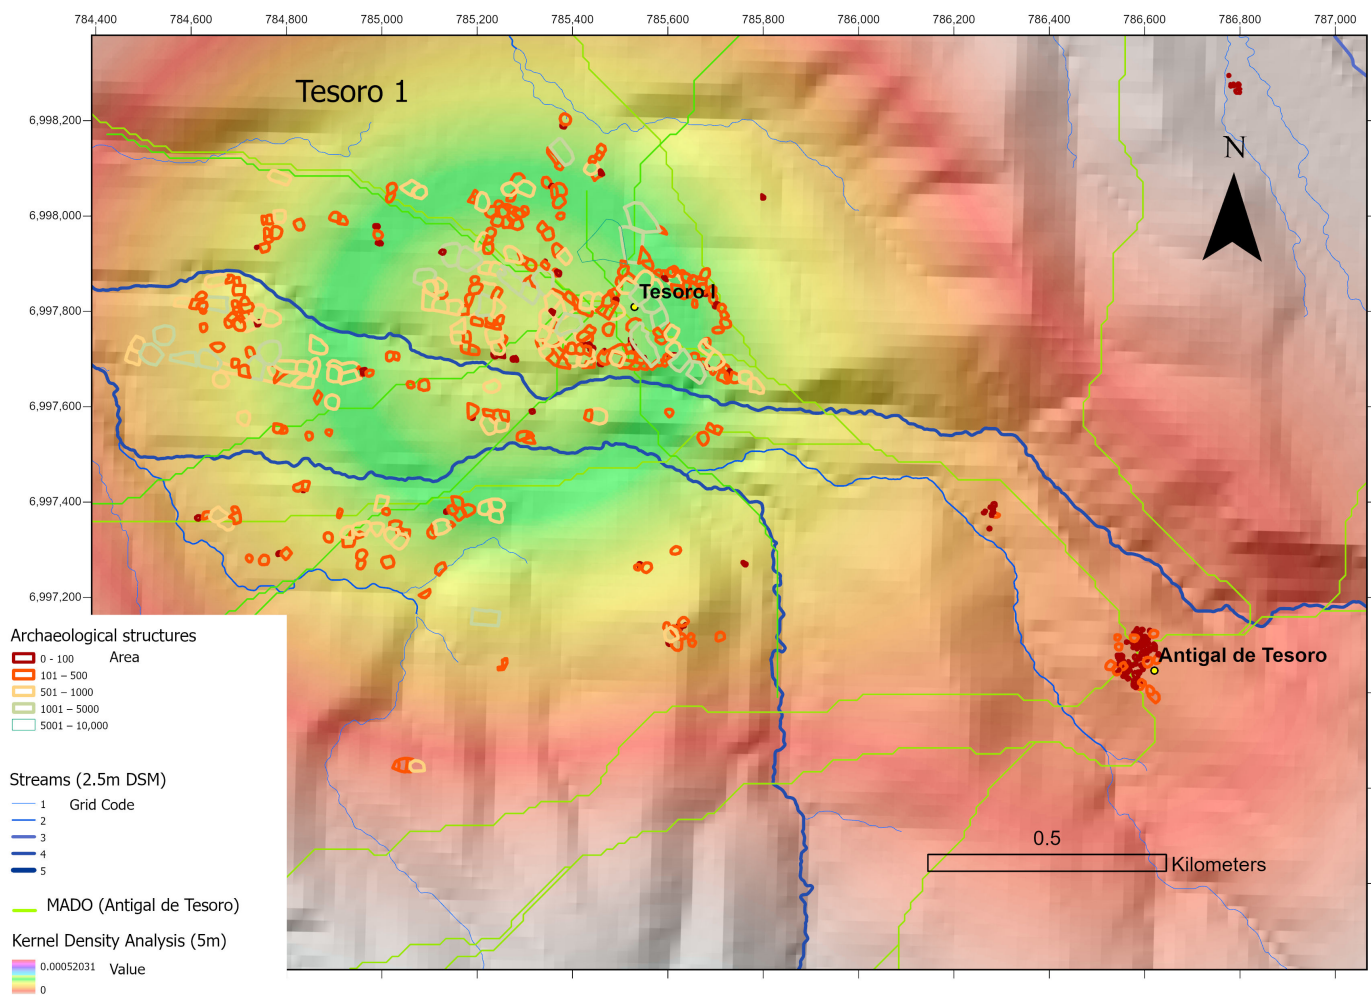 784,400 784,600 784,800 785,000 785,200 785,400 785,600 785,800 786,000 786,200 786,400 786,600 786,800 787,000
Tesoro 1
6,998,200
N
6,998,000
Tesoro I
6,997,800
6,997,600
6,997,400
6,997,200
Antigal de Tesoro
Archaeological structures
0 - 100 Area
101 – 500
501 – 1000
1001 – 5000
5001 – 10,000
Streams (2.5m DSM)
1 Grid Code
2
3
4
5
0.5
Kilometers
MADO (Antigal de Tesoro)
Kernel Density Analysis (5m)
0.00052031 Value
0